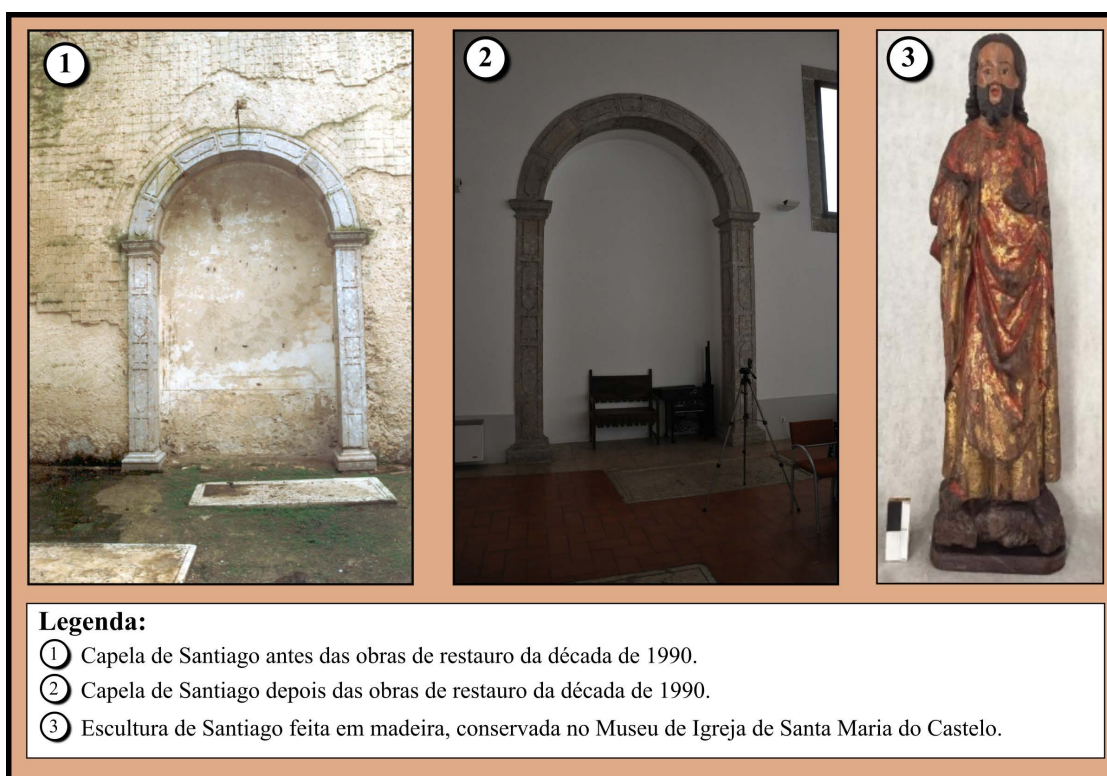 1
2
3
Legenda:
1 Capela de Santiago antes das obras de restauro da década de 1990.
2 Capela de Santiago depois das obras de restauro da década de 1990.
3 Escultura de Santiago feita em madeira, conservada no Museu de Igreja de Santa Maria do Castelo.